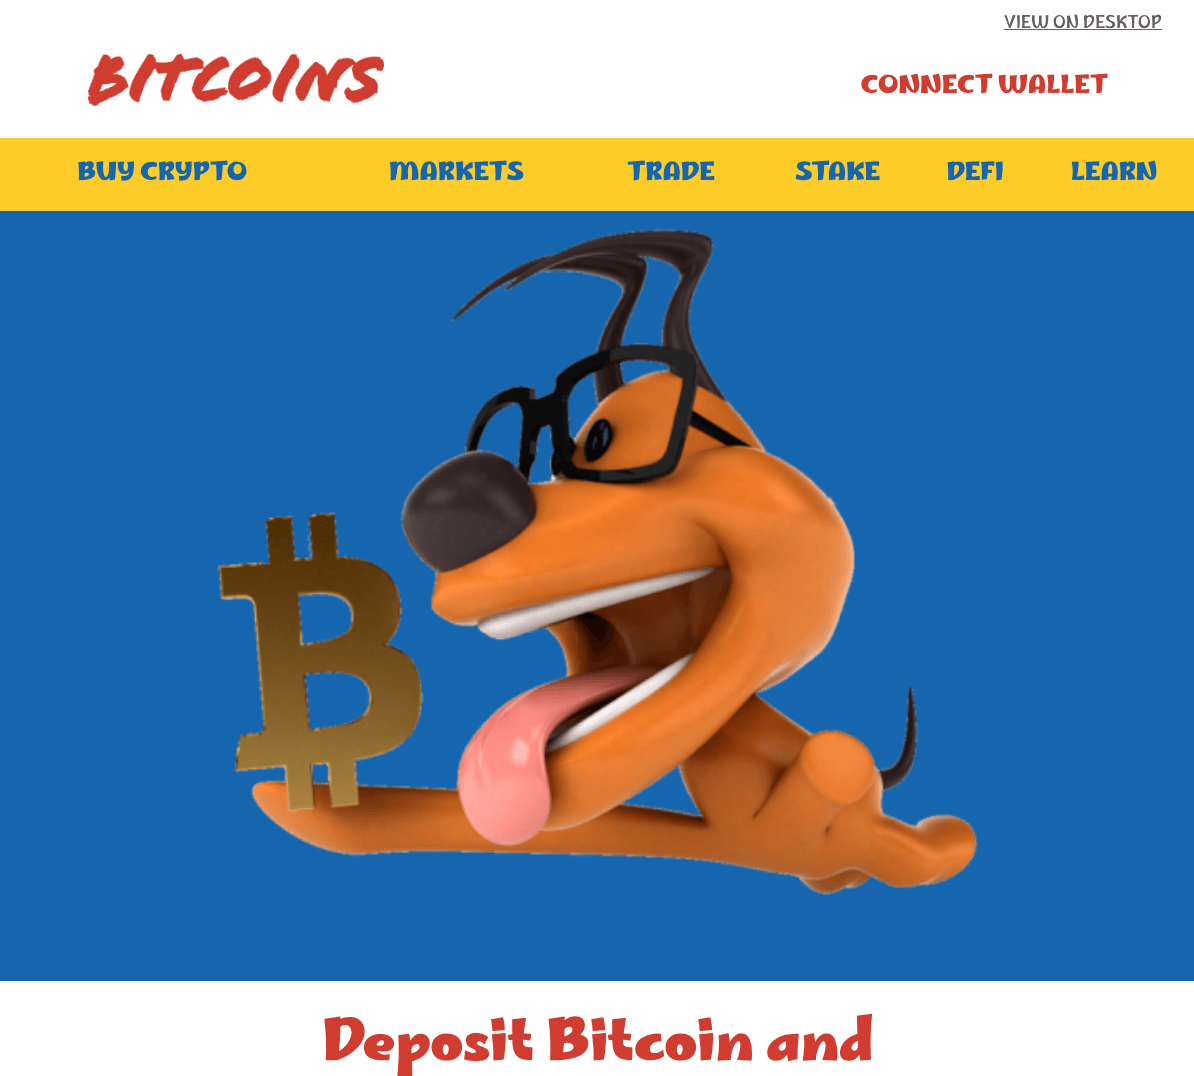 VIEW ON DESKTOP
BITCOINS
CONNECT WALLET
BUY CRYPTO MARKETS TRADE STAKE DEFI LEARN
Deposit Bitcoin and